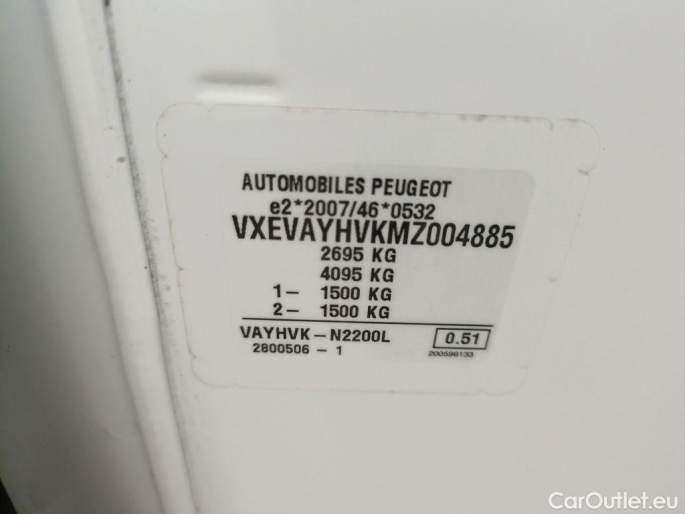 AUTOMOBILES PEUGEOT
e2*2007/46*0532
VXEVAYHVKMZ004885
2695 KG
4095 KG
1- 1500 KG
2- 1500 KG
VAYHVK-N2200L 0.51
2800506 - 1 200598133
CarOutlet.eu